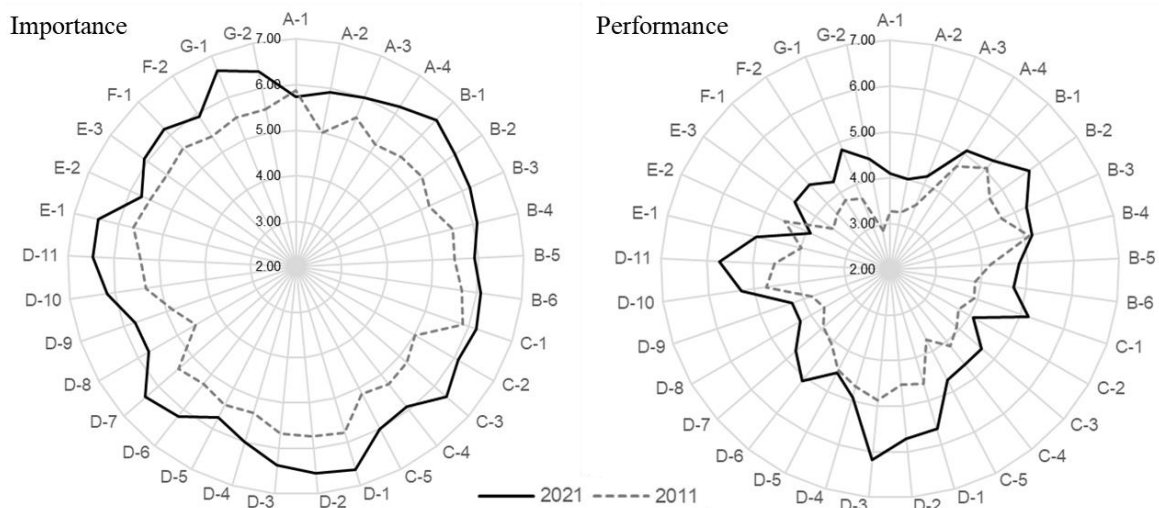 Importance
A-1
7.00
A-2
A-3
A-4
B-1
B-2
B-3
B-4
B-5
B-6
C-1
C-2
C-3
C-4
C-5
D-1
D-2
D-3
D-4
D-5
D-6
D-7
D-8
D-9
D-10
D-11
E-1
E-2
E-3
F-1
F-2
G-1
G-2
6.00
5.00
4.00
3.00
2.00
Performance
A-1
7.00
A-2
A-3
A-4
B-1
B-2
B-3
B-4
B-5
B-6
C-1
C-2
C-3
C-4
C-5
D-1
D-2
D-3
D-4
D-5
D-6
D-7
D-8
D-9
D-10
D-11
E-1
E-2
E-3
F-1
F-2
G-1
G-2
6.00
5.00
4.00
3.00
2.00
2021
2011